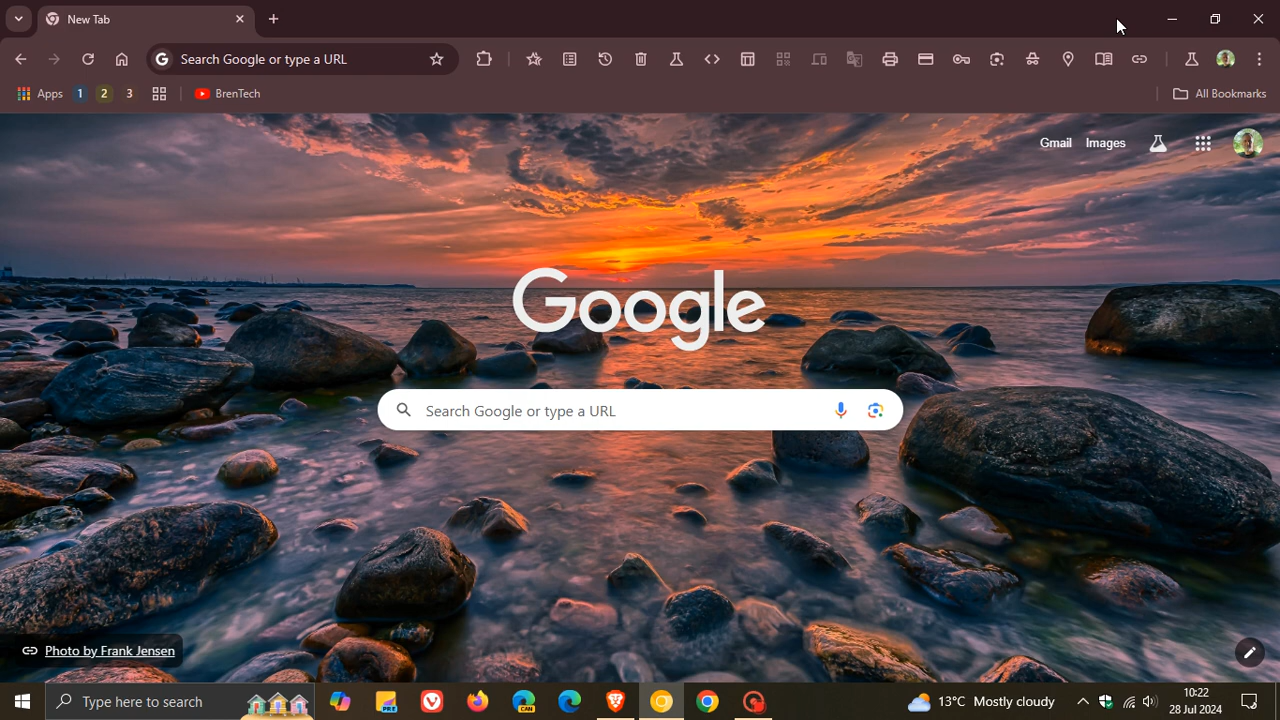 New Tab
Search Google or type a URL
Apps 1 2 3 BrenTech All Bookmarks
Gmail Images
Google
Search Google or type a URL
Photo by Frank Jensen
Type here to search PRE CAN 13°C Mostly cloudy 10:22
28 Jul 2024